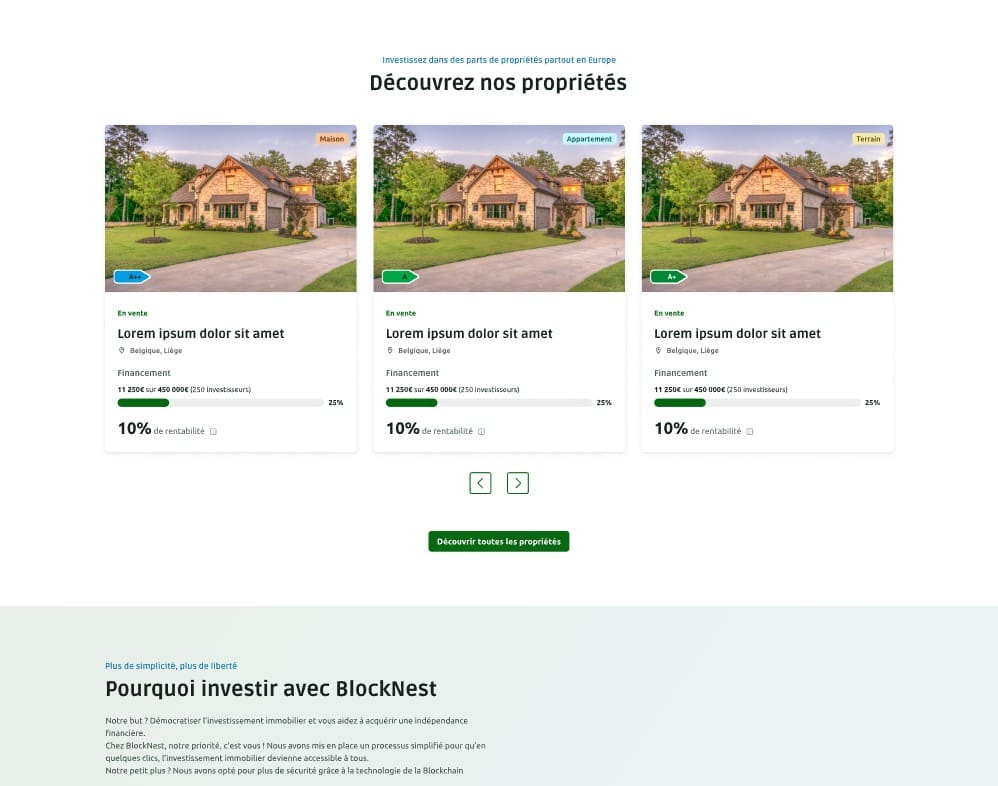 Investissez dans des parts de propriétés partout en Europe
Découvrez nos propriétés
Maison
Appartement
Terrain
A++
A
A+
En vente
Lorem ipsum dolor sit amet
Belgique, Liège
Financement
11 250€ sur 450 000€ (250 investisseurs)
25%
10% de rentabilité
En vente
Lorem ipsum dolor sit amet
Belgique, Liège
Financement
11 250€ sur 450 000€ (250 investisseurs)
25%
10% de rentabilité
En vente
Lorem ipsum dolor sit amet
Belgique, Liège
Financement
11 250€ sur 450 000€ (250 investisseurs)
25%
10% de rentabilité
Découvrir toutes les propriétés
Plus de simplicité, plus de liberté
Pourquoi investir avec BlockNest
Notre but ? Démocratiser l'investissement immobilier et vous aidez à acquérir une indépendance
financière.
Chez BlockNest, notre priorité, c'est vous ! Nous avons mis en place un processus simplifié pour qu'en
quelques clics, l'investissement immobilier devienne accessible à tous.
Notre petit plus ? Nous avons opté pour plus de sécurité grâce à la technologie de la Blockchain